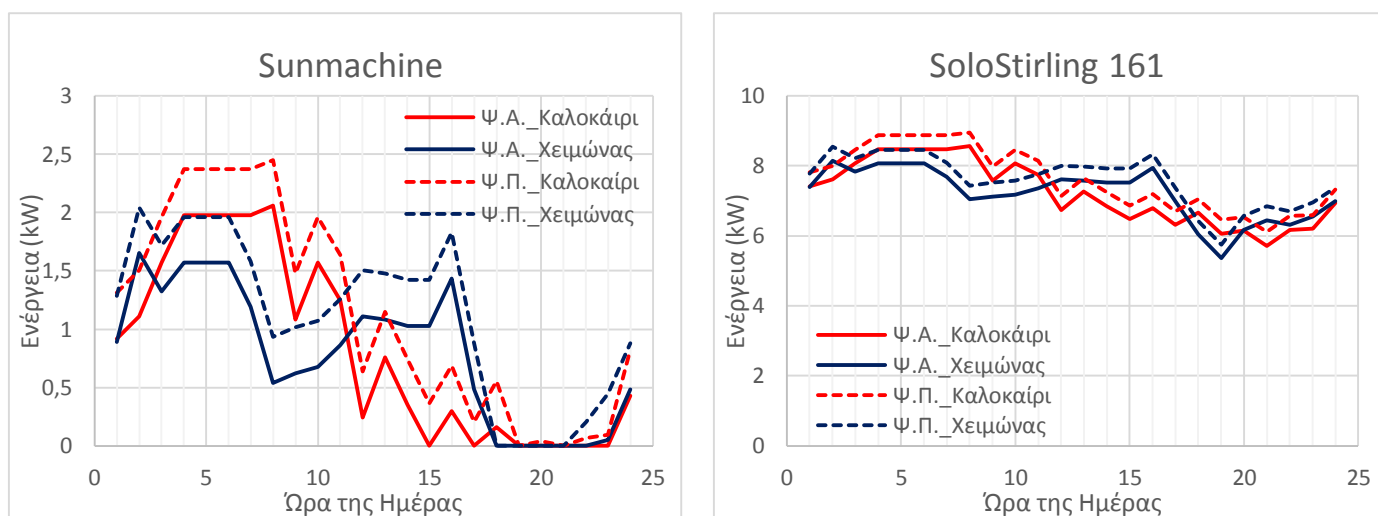 Sunmachine
Ενέργεια (kW)
3
2,5
2
1,5
1
0,5
0
0 5 10 15 20 25
Ώρα της Ημέρας
Ψ.Α._Καλοκάιρι
Ψ.Α._Χειμώνας
Ψ.Π._Καλοκαίρι
Ψ.Π._Χειμώνας
SoloStirling 161
Ενέργεια (kW)
10
8
6
4
2
0
0 5 10 15 20 25
Ώρα της Ημέρας
Ψ.Α._Καλοκάιρι
Ψ.Α._Χειμώνας
Ψ.Π._Καλοκαίρι
Ψ.Π._Χειμώνας